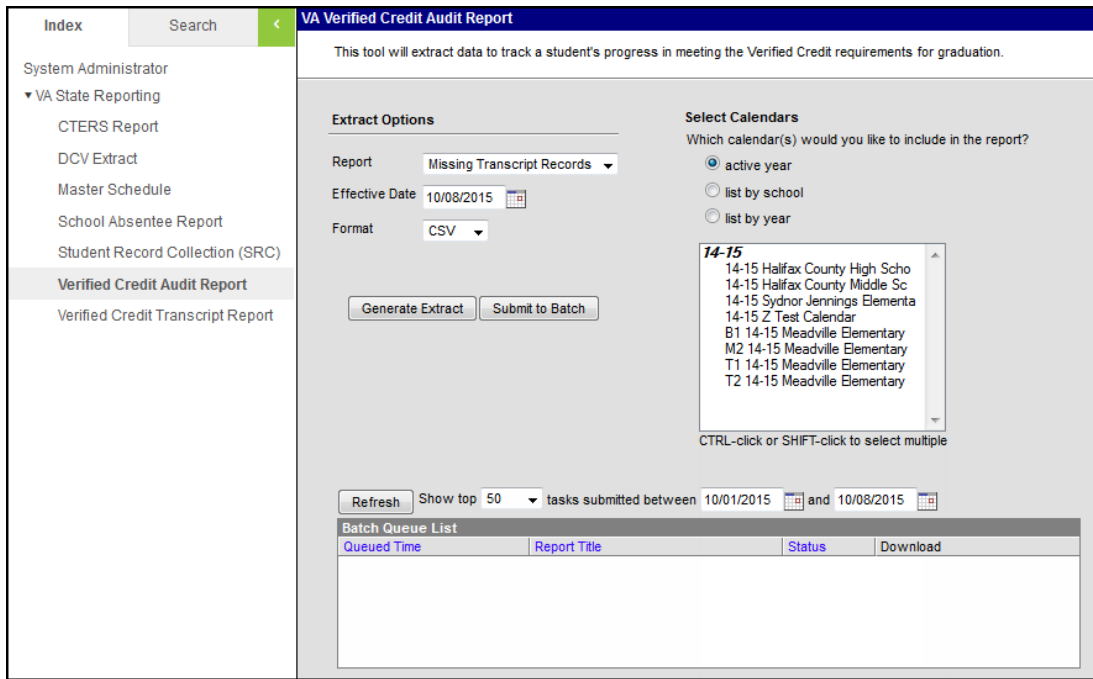 Index
Search
System Administrator
VA State Reporting
CTERS Report
DCV Extract
Master Schedule
School Absentee Report
Student Record Collection (SRC)
Verified Credit Audit Report
Verified Credit Transcript Report
VA Verified Credit Audit Report
This tool will extract data to track a student's progress in meeting the Verified Credit requirements for graduation.
Extract Options
Report Missing Transcript Records
Effective Date 10/08/2015
Format CSV
Generate Extract Submit to Batch
Select Calendars
Which calendar(s) would you like to include in the report?
active year
list by school
list by year
14-15
14-15 Halifax County High Scho
14-15 Halifax County Middle Sc
14-15 Sydnor Jennings Elementa
14-15 Z Test Calendar
B1 14-15 Meadville Elementary
M2 14-15 Meadville Elementary
T1 14-15 Meadville Elementary
T2 14-15 Meadville Elementary
CTRL-click or SHIFT-click to select multiple
Refresh Show top 50 tasks submitted between 10/01/2015 and 10/08/2015
Batch Queue List
Queued Time Report Title Status Download